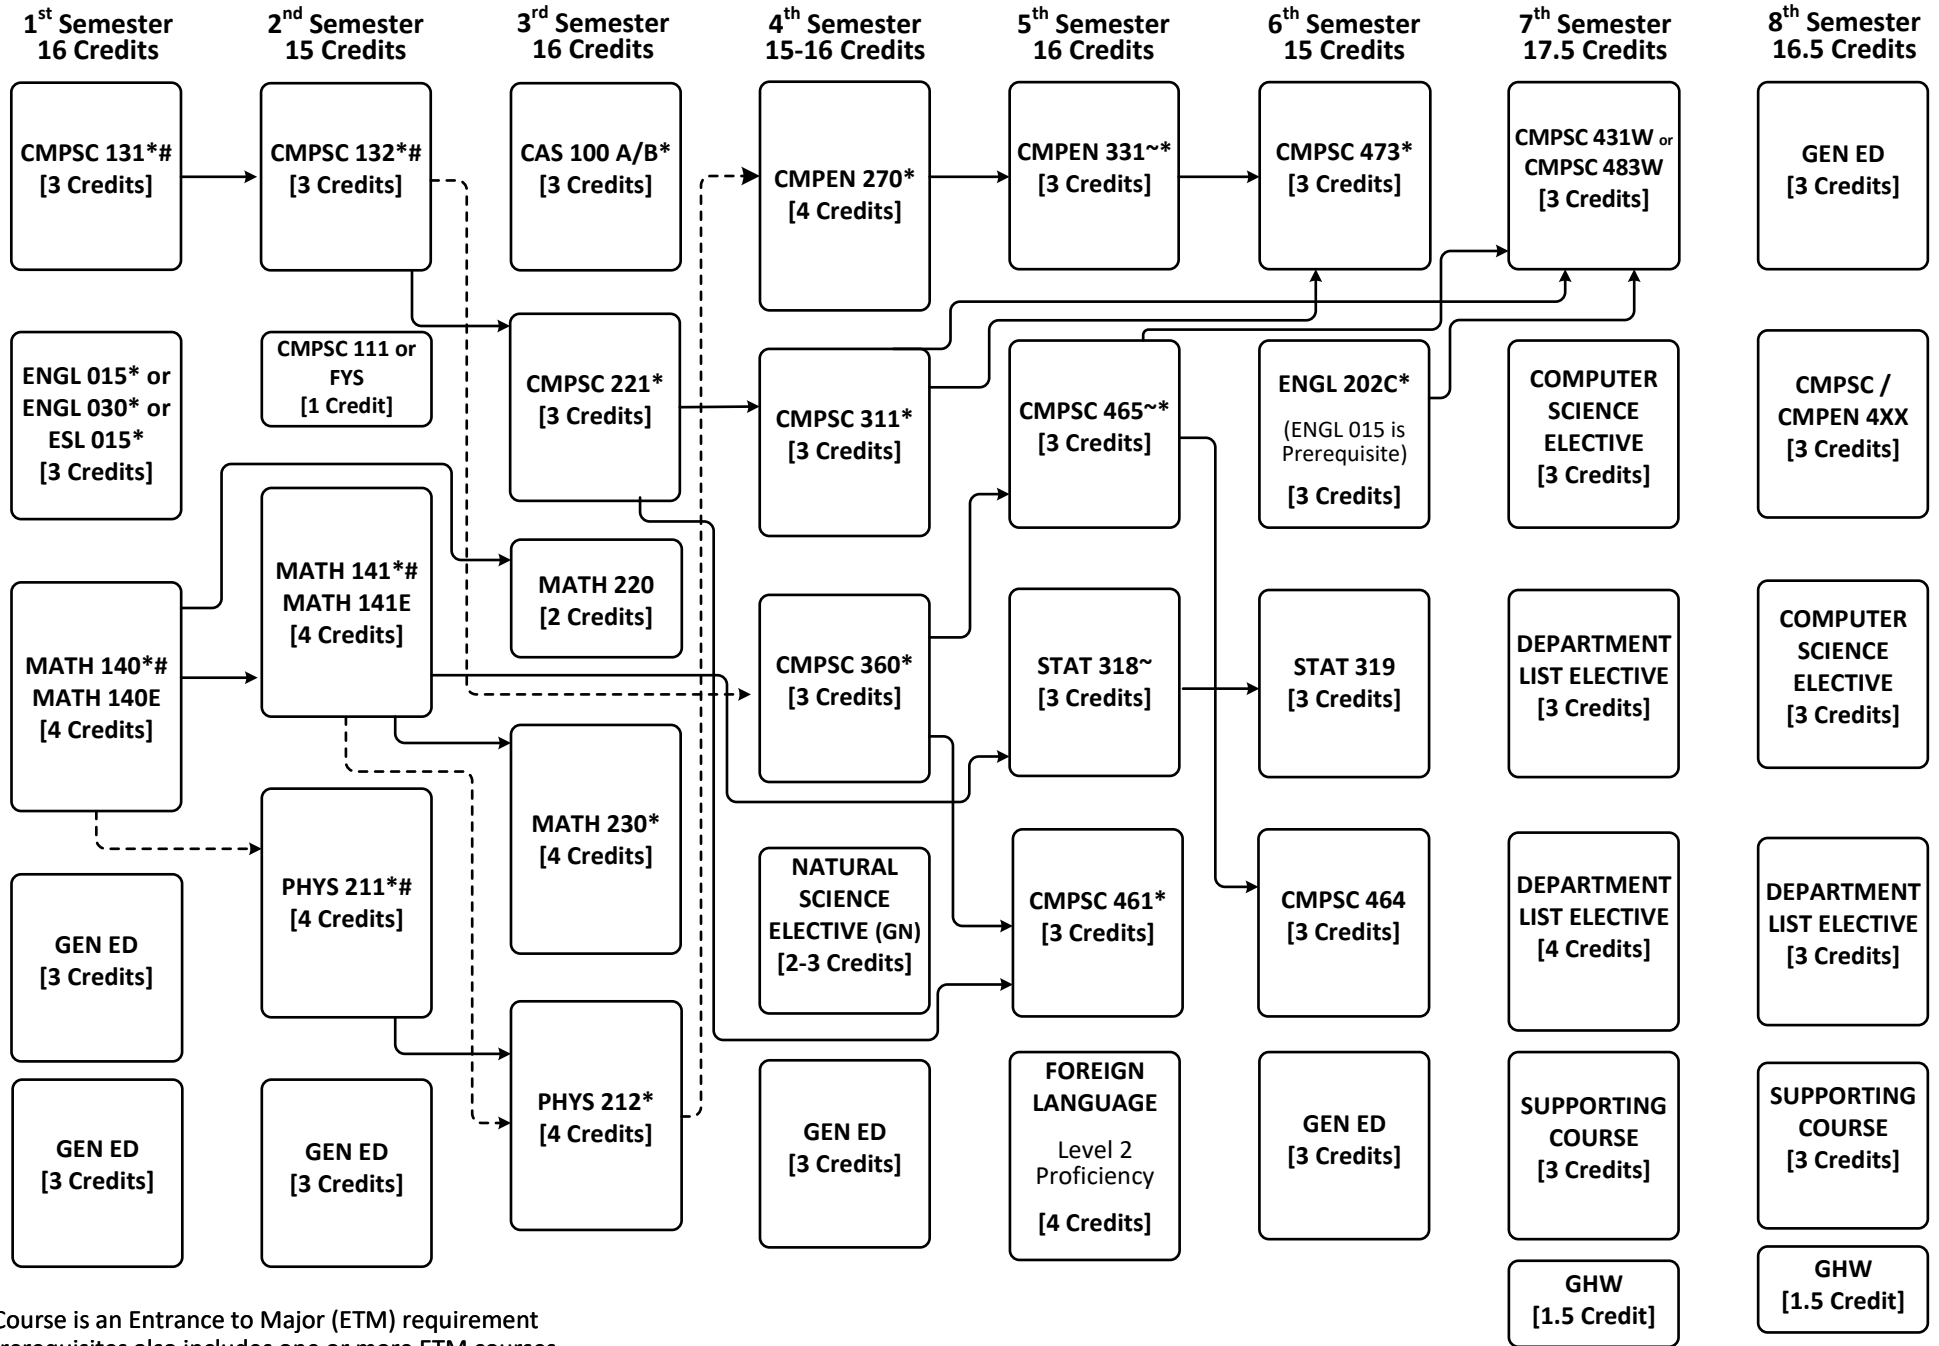 1st Semester
16 Credits
2nd Semester
15 Credits
3rd Semester
16 Credits
4th Semester
15-16 Credits
5th Semester
16 Credits
6th Semester
15 Credits
7th Semester
17.5 Credits
8th Semester
16.5 Credits
CMPSC 131*#
[3 Credits]
ENGL 015* or
ENGL 030* or
ESL 015*
[3 Credits]
MATH 140*#
MATH 140E
[4 Credits]
GEN ED
[3 Credits]
GEN ED
[3 Credits]
CMPSC 132*#
[3 Credits]
CMPSC 111 or
FYS
[1 Credit]
MATH 141*#
MATH 141E
[4 Credits]
PHYS 211*#
[4 Credits]
GEN ED
[3 Credits]
CAS 100 A/B*
[3 Credits]
CMPSC 221*
[3 Credits]
MATH 220
[2 Credits]
MATH 230*
[4 Credits]
PHYS 212*
[4 Credits]
CMPEN 270*
[4 Credits]
CMPSC 311*
[3 Credits]
CMPSC 360*
[3 Credits]
NATURAL
SCIENCE
ELECTIVE (GN)
[2-3 Credits]
GEN ED
[3 Credits]
CMPEN 331~*
[3 Credits]
CMPSC 465~*
[3 Credits]
STAT 318~
[3 Credits]
CMPSC 461*
[3 Credits]
FOREIGN
LANGUAGE
Level 2
Proficiency
[4 Credits]
CMPSC 473*
[3 Credits]
ENGL 202C*
(ENGL 015 is
Prerequisite)
[3 Credits]
STAT 319
[3 Credits]
CMPSC 464
[3 Credits]
GEN ED
[3 Credits]
CMPSC 431W or
CMPSC 483W
[3 Credits]
COMPUTER
SCIENCE
ELECTIVE
[3 Credits]
DEPARTMENT
LIST ELECTIVE
[3 Credits]
DEPARTMENT
LIST ELECTIVE
[4 Credits]
SUPPORTING
COURSE
[3 Credits]
GHW
[1.5 Credit]
GEN ED
[3 Credits]
CMPSC /
CMPEN 4XX
[3 Credits]
COMPUTER
SCIENCE
ELECTIVE
[3 Credits]
DEPARTMENT
LIST ELECTIVE
[3 Credits]
SUPPORTING
COURSE
[3 Credits]
GHW
[1.5 Credit]
Course is an Entrance to Major (ETM) requirement
rerequisites also includes one or more ETM courses